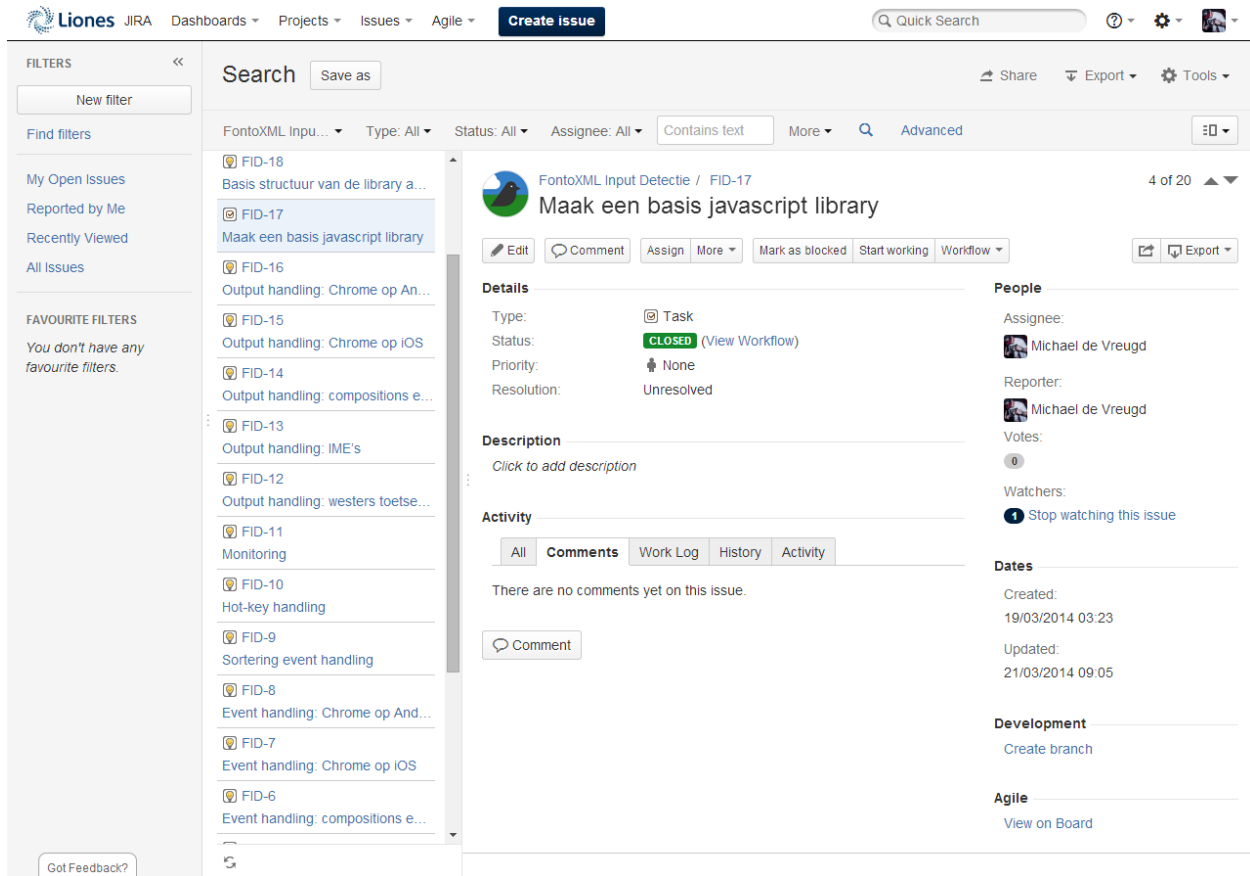 Liones JIRA Dashboards Projects Issues Agile Create issue Quick Search
FILTERS
New filter
Find filters
My Open Issues
Reported by Me
Recently Viewed
All Issues
FAVOURITE FILTERS
You don't have any
favourite filters.
Got Feedback?
Search Save as Share Export Tools
FontoXML Inpu... Type: All Status: All Assignee: All Contains text More Advanced
FID-18
Basis structuur van de library a...
FID-17
Maak een basis javascript library
FID-16
Output handling: Chrome op An...
FID-15
Output handling: Chrome op iOS
FID-14
Output handling: compositions e...
FID-13
Output handling: IME's
FID-12
Output handling: westers toetse...
FID-11
Monitoring
FID-10
Hot-key handling
FID-9
Sortering event handling
FID-8
Event handling: Chrome op And...
FID-7
Event handling: Chrome op iOS
FID-6
Event handling: compositions e...
FontoXML Input Detectie / FID-17
4 of 20
Maak een basis javascript library
Edit Comment Assign More Mark as blocked Start working Workflow Export
Details
Type: Task
Status: CLOSED (View Workflow)
Priority: None
Resolution: Unresolved
Description
Click to add description
Activity
All Comments Work Log History Activity
There are no comments yet on this issue.
Comment
People
Assignee:
Michael de Vreugd
Reporter:
Michael de Vreugd
Votes:
0
Watchers:
1 Stop watching this issue
Dates
Created:
19/03/2014 03:23
Updated:
21/03/2014 09:05
Development
Create branch
Agile
View on Board